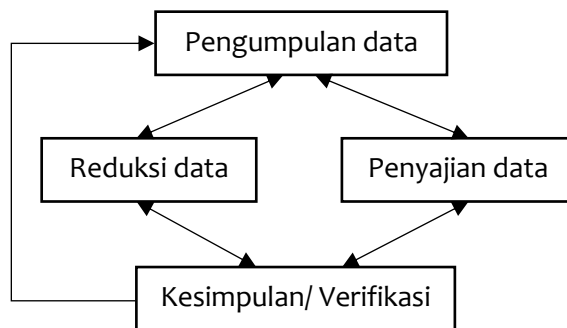 Pengumpulan data
Reduksi data
Penyajian data
Kesimpulan/ Verifikasi